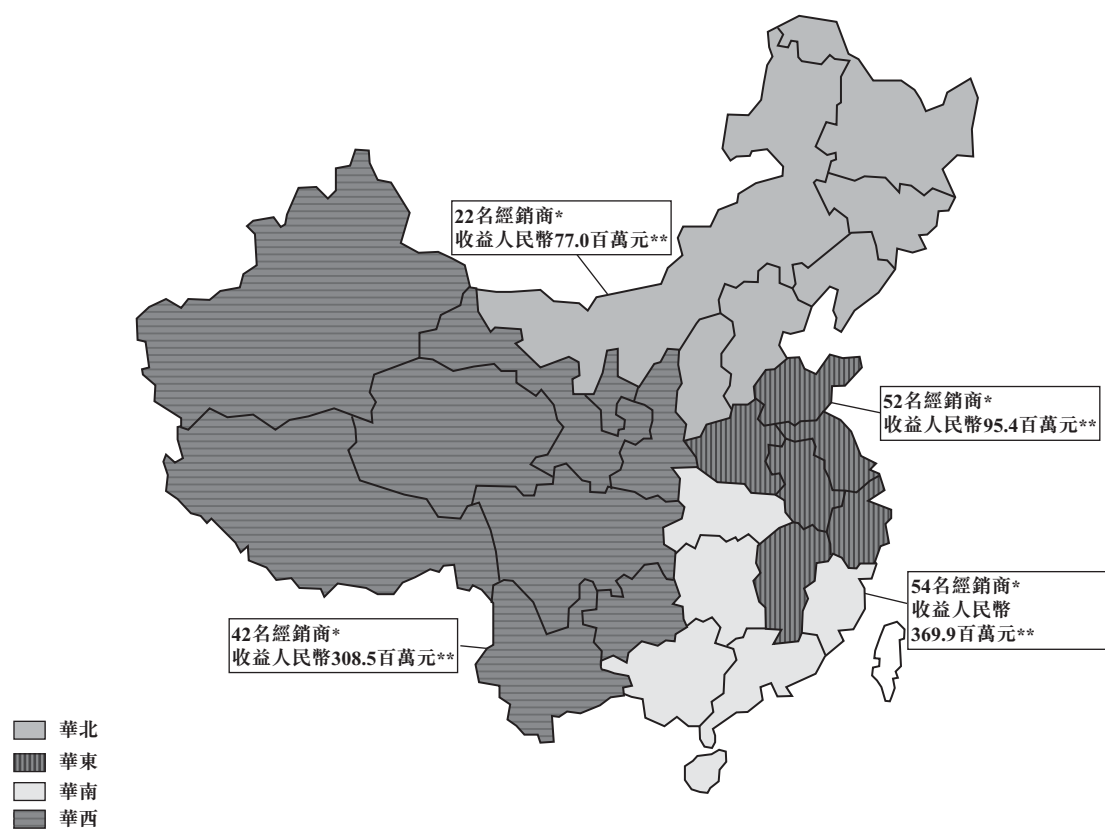 22名經銷商*
收益人民幣77.0百萬元**
52名經銷商*
收益人民幣95.4百萬元**
54名經銷商*
收益人民幣
369.9百萬元**
42名經銷商*
收益人民幣308.5百萬元**
華北
華東
華南
華西